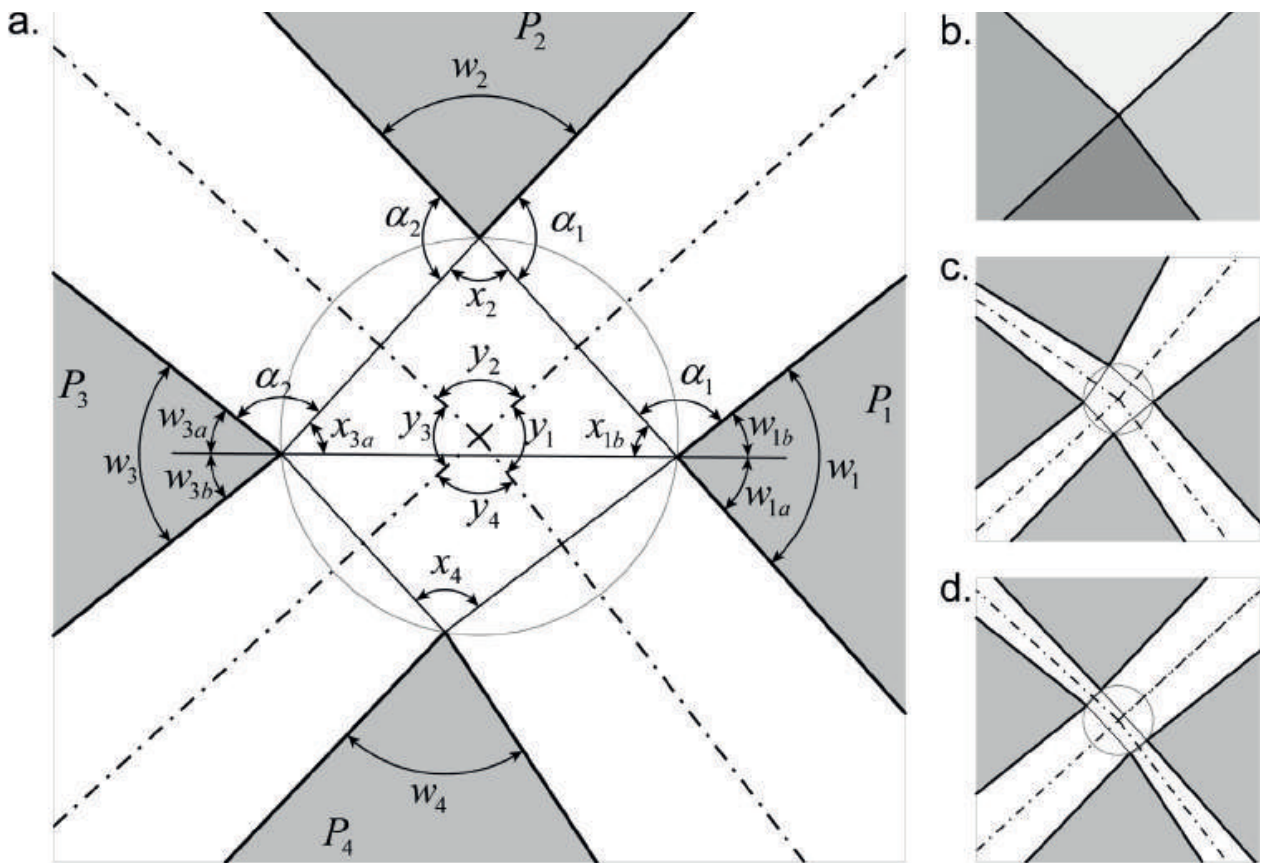 a.
P₂
w₂
α₂
α₁
x₂
P₃
α₂
w₃ₐ
w₃
w₃b
x₃ₐ
y₂
y₃
y₁
y₄
x₁b
α₁
P₁
w₁b
w₁
w₁ₐ
x₄
w₄
P₄
b.
c.
d.